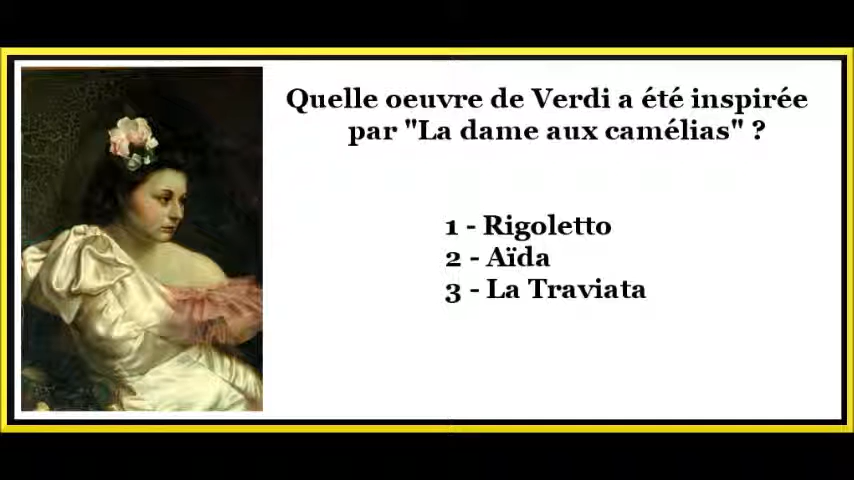 Quelle oeuvre de Verdi a été inspirée
par "La dame aux camélias" ?
1 - Rigoletto
2 - Aïda
3 - La Traviata